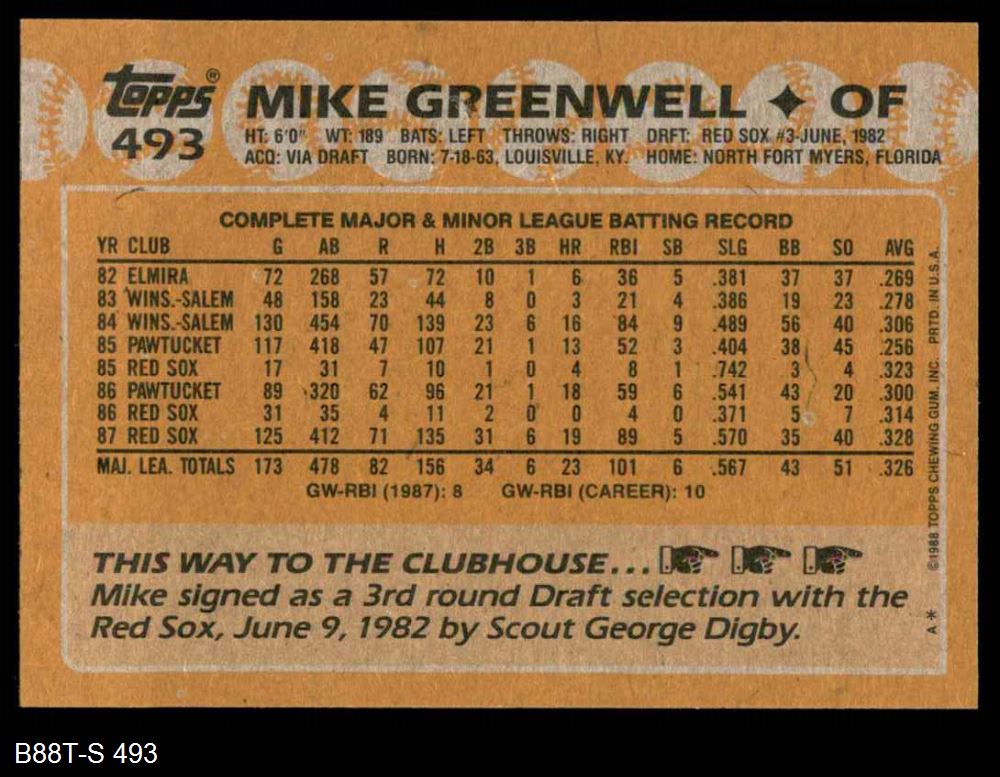 topps® MIKE GREENWELL ✦ OF
493 HT: 6'0" WT: 189 BATS: LEFT THROWS: RIGHT DRFT: RED SOX #3-JUNE, 1982
ACQ: VIA DRAFT BORN: 7-18-63, LOUISVILLE, KY. HOME: NORTH FORT MYERS, FLORIDA
COMPLETE MAJOR & MINOR LEAGUE BATTING RECORD
YR CLUB G AB R H 2B 3B HR RBI SB SLG BB SO AVG
82 ELMIRA 72 268 57 72 10 1 6 36 5 .381 37 37 .269
83 WINS.-SALEM 48 158 23 44 8 0 3 21 4 .386 19 23 .278
84 WINS.-SALEM 130 454 70 139 23 6 16 84 9 .489 56 40 .306
85 PAWTUCKET 117 418 47 107 21 1 13 52 3 .404 38 45 .256
85 RED SOX 17 31 7 10 1 0 4 8 1 .742 3 4 .323
86 PAWTUCKET 89 320 62 96 21 1 18 59 6 .541 43 20 .300
86 RED SOX 31 35 4 11 2 0 0 4 0 .371 5 7 .314
87 RED SOX 125 412 71 135 31 6 19 89 5 .570 35 40 .328
MAJ. LEA. TOTALS 173 478 82 156 34 6 23 101 6 .567 43 51 .326
GW-RBI (1987): 8 GW-RBI (CAREER): 10
THIS WAY TO THE CLUBHOUSE...
Mike signed as a 3rd round Draft selection with the
Red Sox, June 9, 1982 by Scout George Digby.
A* ©1988 TOPPS CHEWING GUM, INC. PRTD. IN U.S.A.
B88T-S 493